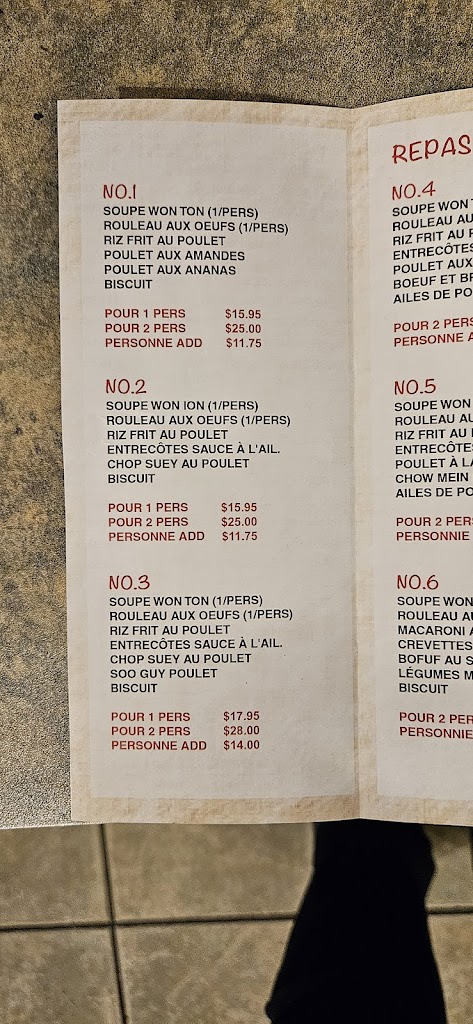 NO.1
SOUPE WON TON (1/PERS)
ROULEAU AUX OEUFS (1/PERS)
RIZ FRIT AU POULET
POULET AUX AMANDES
POULET AUX ANANAS
BISCUIT
POUR 1 PERS $15.95
POUR 2 PERS $25.00
PERSONNE ADD $11.75
NO.2
SOUPE WON ION (1/PERS)
ROULEAU AUX OEUFS (1/PERS)
RIZ FRIT AU POULET
ENTRECÔTES SAUCE À L'AIL.
CHOP SUEY AU POULET
BISCUIT
POUR 1 PERS $15.95
POUR 2 PERS $25.00
PERSONNE ADD $11.75
NO.3
SOUPE WON TON (1/PERS)
ROULEAU AUX OEUFS (1/PERS)
RIZ FRIT AU POULET
ENTRECÔTES SAUCE À L'AIL.
CHOP SUEY AU POULET
SOO GUY POULET
BISCUIT
POUR 1 PERS $17.95
POUR 2 PERS $28.00
PERSONNE ADD $14.00
REPAS
NO.4
SOUPE WON
ROULEAU AU
RIZ FRIT AU
ENTRECÔTES
POULET AUX
BOEUF ET
AILES DE
POUR 2 PERS
PERSONNE
NO.5
SOUPE WON
ROULEAU
RIZ FRIT AU
ENTRECÔTES
POULET À
CHOW MEIN
AILES DE
POUR 2
PERSONNIE
NO.6
SOUPE WON
ROULEAU
MACARONI
CREVETTES
BOFUF AU
LÉGUMES
BISCUIT
POUR 2
PERSONNIE